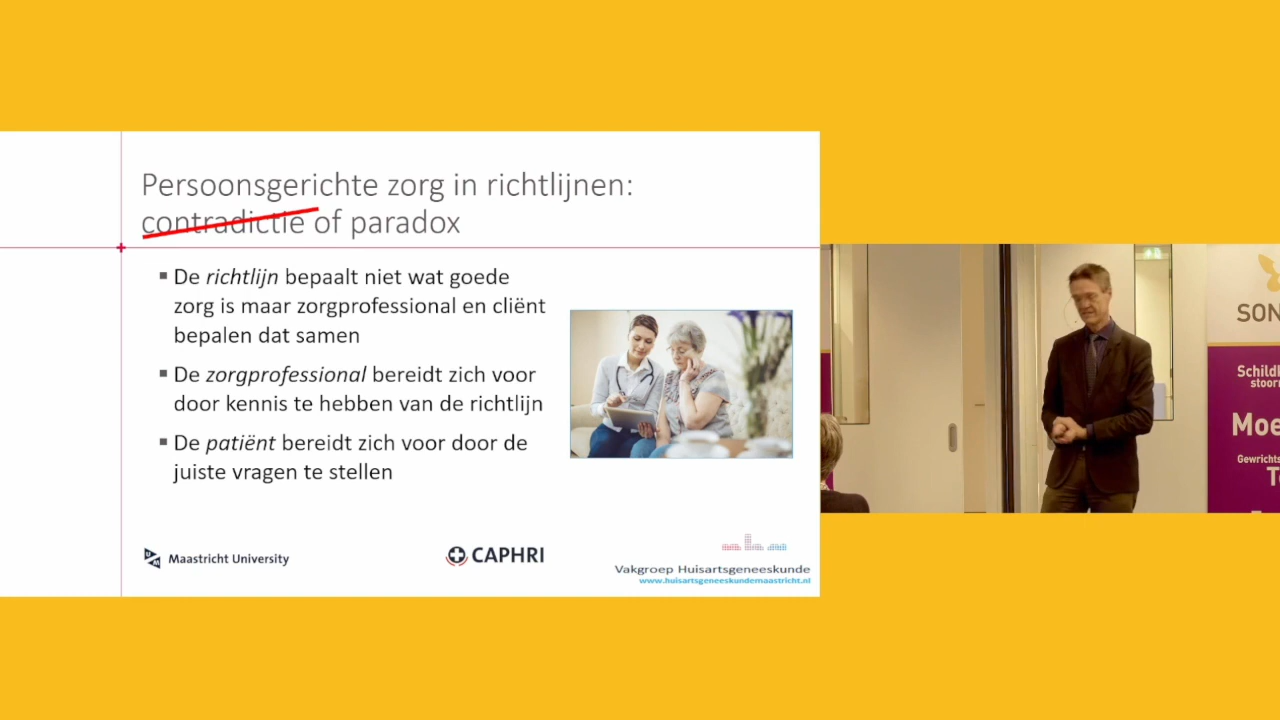 Persoonsgerichte zorg in richtlijnen:
contradictie of paradox
De richtlijn bepaalt niet wat goede
zorg is maar zorgprofessional en cliënt
bepalen dat samen
De zorgprofessional bereidt zich voor
door kennis te hebben van de richtlijn
De patiënt bereidt zich voor door de
juiste vragen te stellen
Maastricht University
CAPHRI
Vakgroep Huisartsgeneeskunde
www.huisartsgeneeskundemaastricht.nl
SON
Schildk
stoorn
Moe
Gewrichts